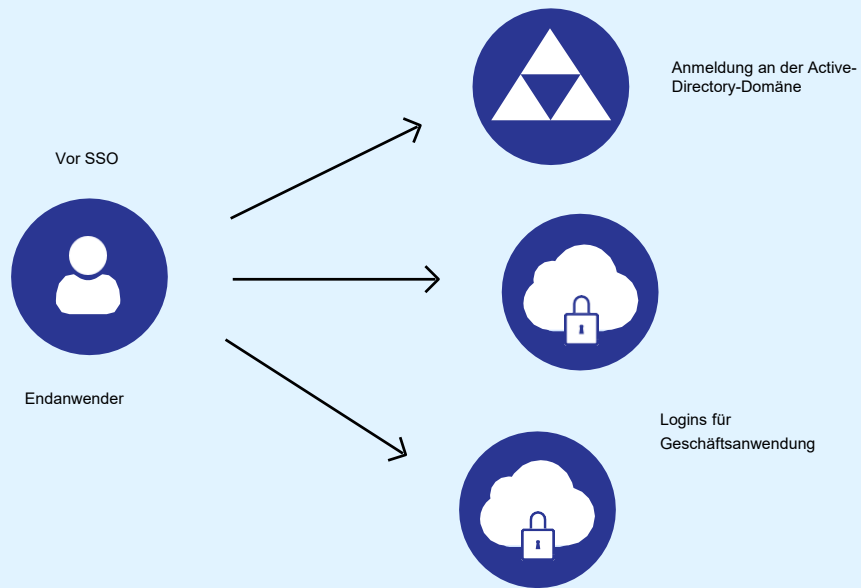 Vor SSO
Endanwender
Anmeldung an der Active-
Directory-Domäne
Logins für
Geschäftsanwendung